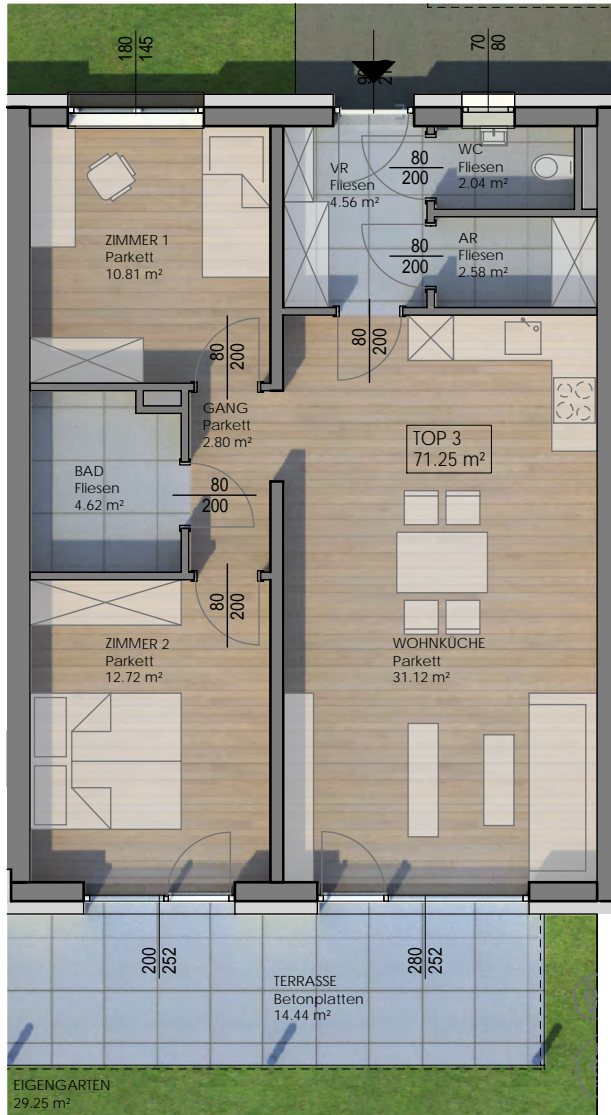 180
145
70
80
VR
Fliesen
4.56 m²
80
200
WC
Fliesen
2.04 m²
ZIMMER 1
Parkett
10.81 m²
80
200
AR
Fliesen
2.58 m²
80
200
80
200
GANG
Parkett
2.80 m²
TOP 3
71.25 m²
BAD
Fliesen
4.62 m²
80
200
80
200
ZIMMER 2
Parkett
12.72 m²
WOHNKÜCHE
Parkett
31.12 m²
200
252
280
252
TERRASSE
Betonplatten
14.44 m²
EIGENGARTEN
29.25 m²